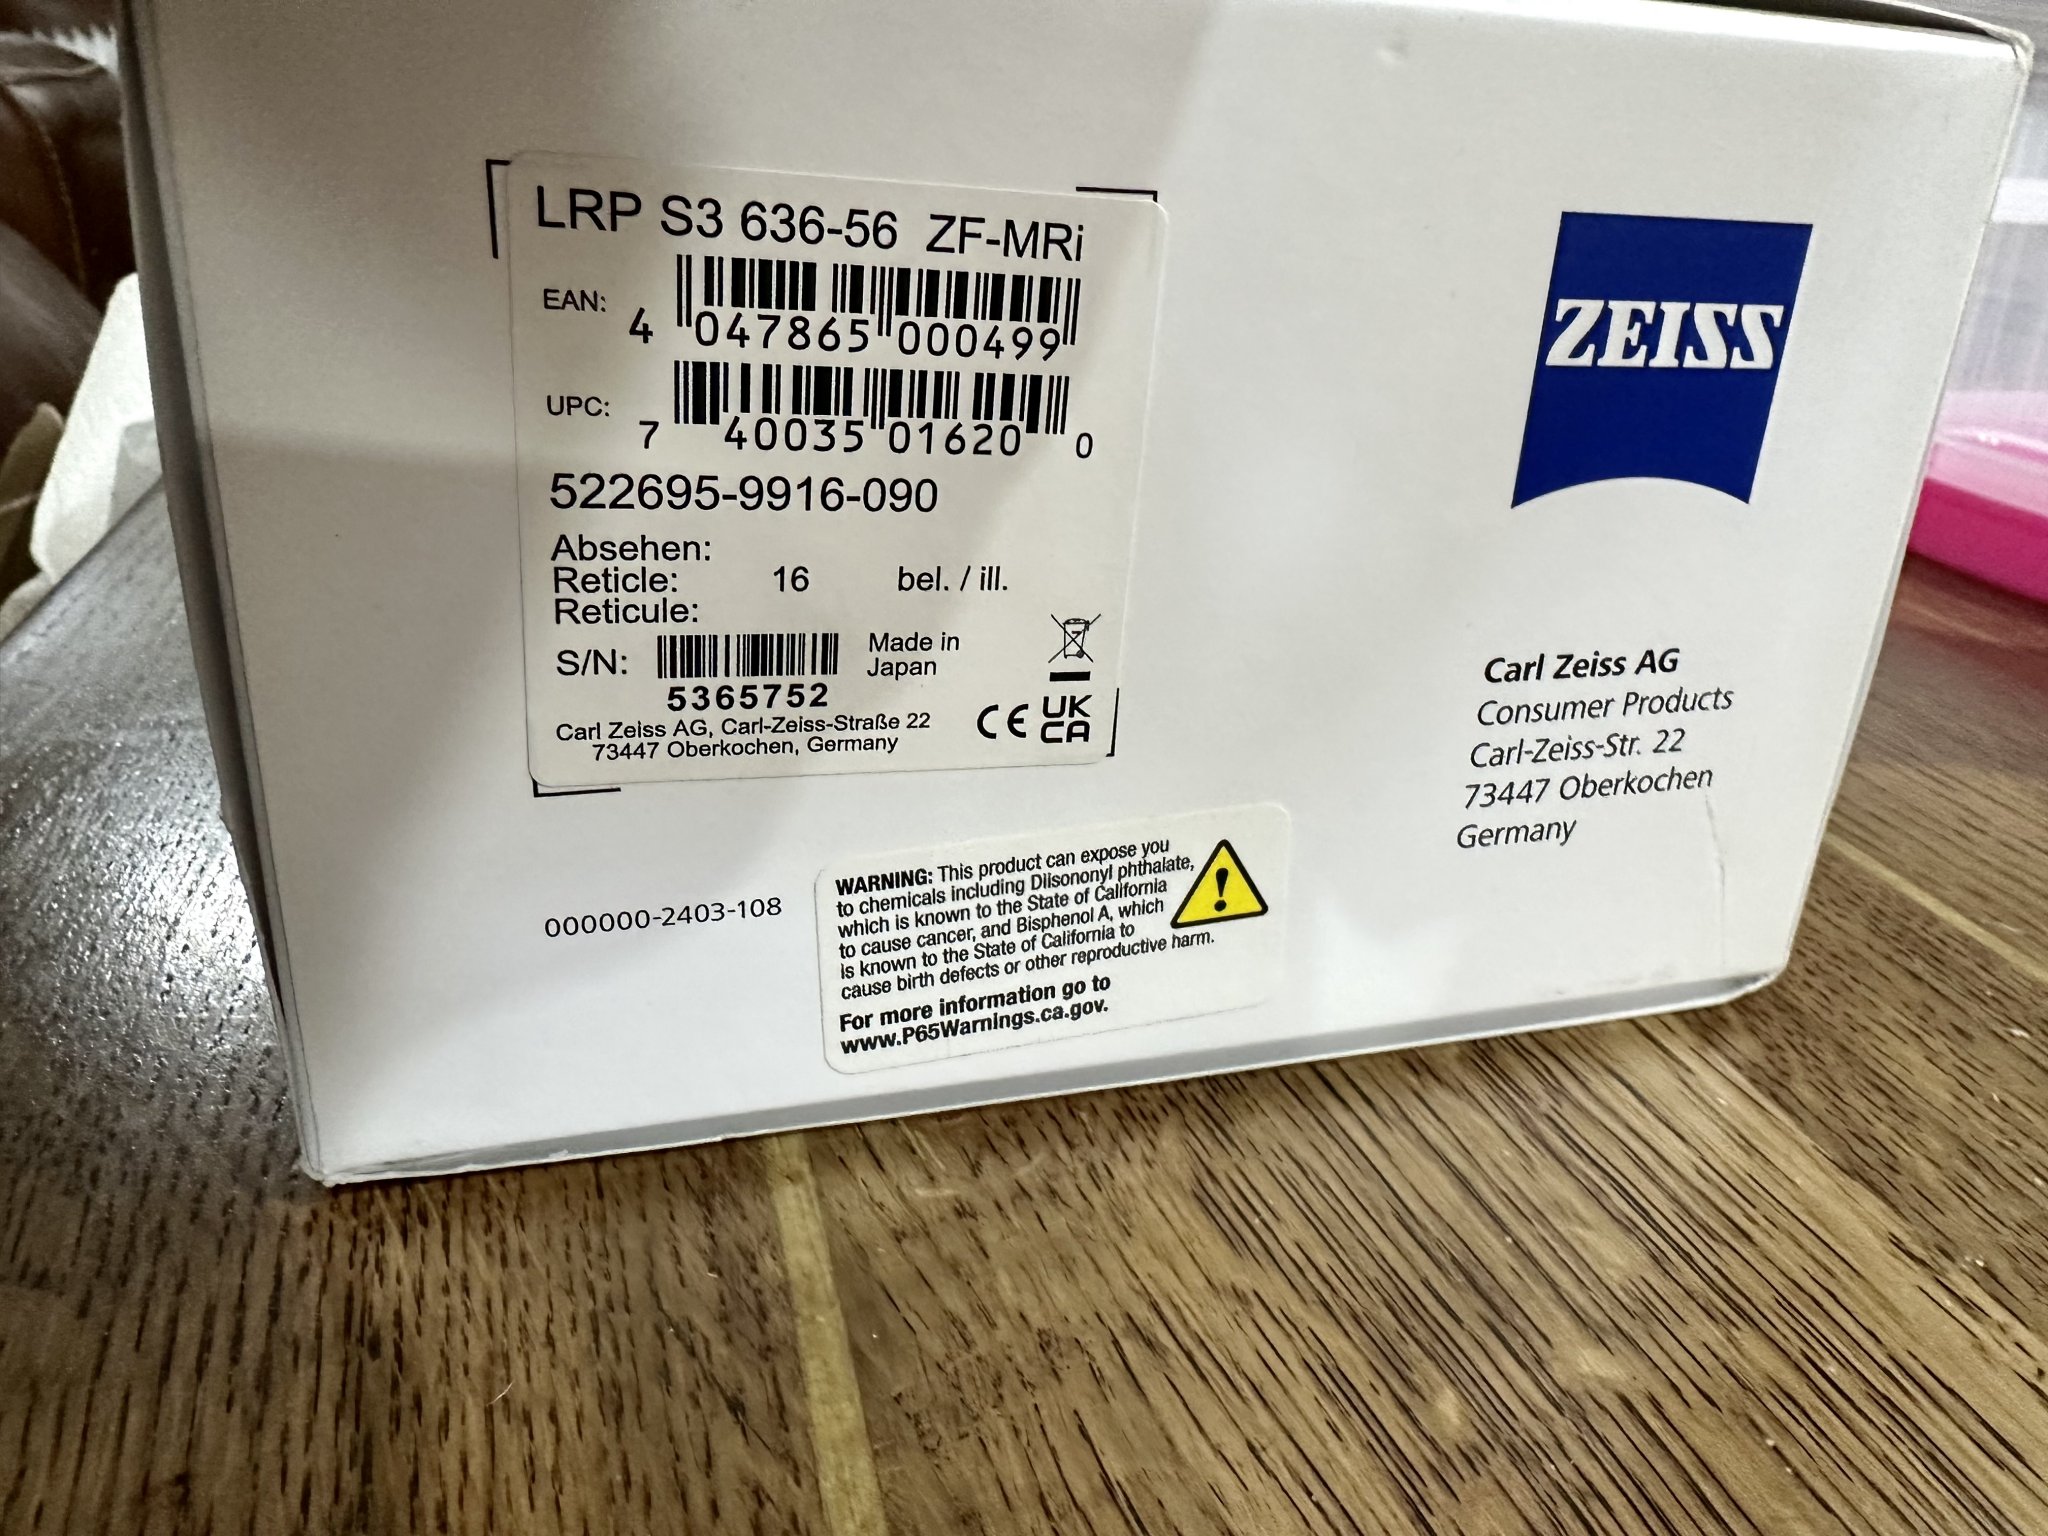 LRP S3 636-56 ZF-MRi
EAN: 4 047865 000499
UPC: 7 40035 01620 0
522695-9916-090
Absehen:
Reticle: 16 bel. / ill.
Reticule:
S/N:
5365752
Made in
Japan
Carl Zeiss AG, Carl-Zeiss-Straße 22
73447 Oberkochen, Germany
CE UK
CA
ZEISS
Carl Zeiss AG
Consumer Products
Carl-Zeiss-Str. 22
73447 Oberkochen
Germany
000000-2403-108
WARNING: This product can expose you
to chemicals including Diisononyl phthalate,
which is known to the State of California
to cause cancer, and Bisphenol A, which
is known to the State of California to
cause birth defects or other reproductive harm.
For more information go to
www.P65Warnings.ca.gov.